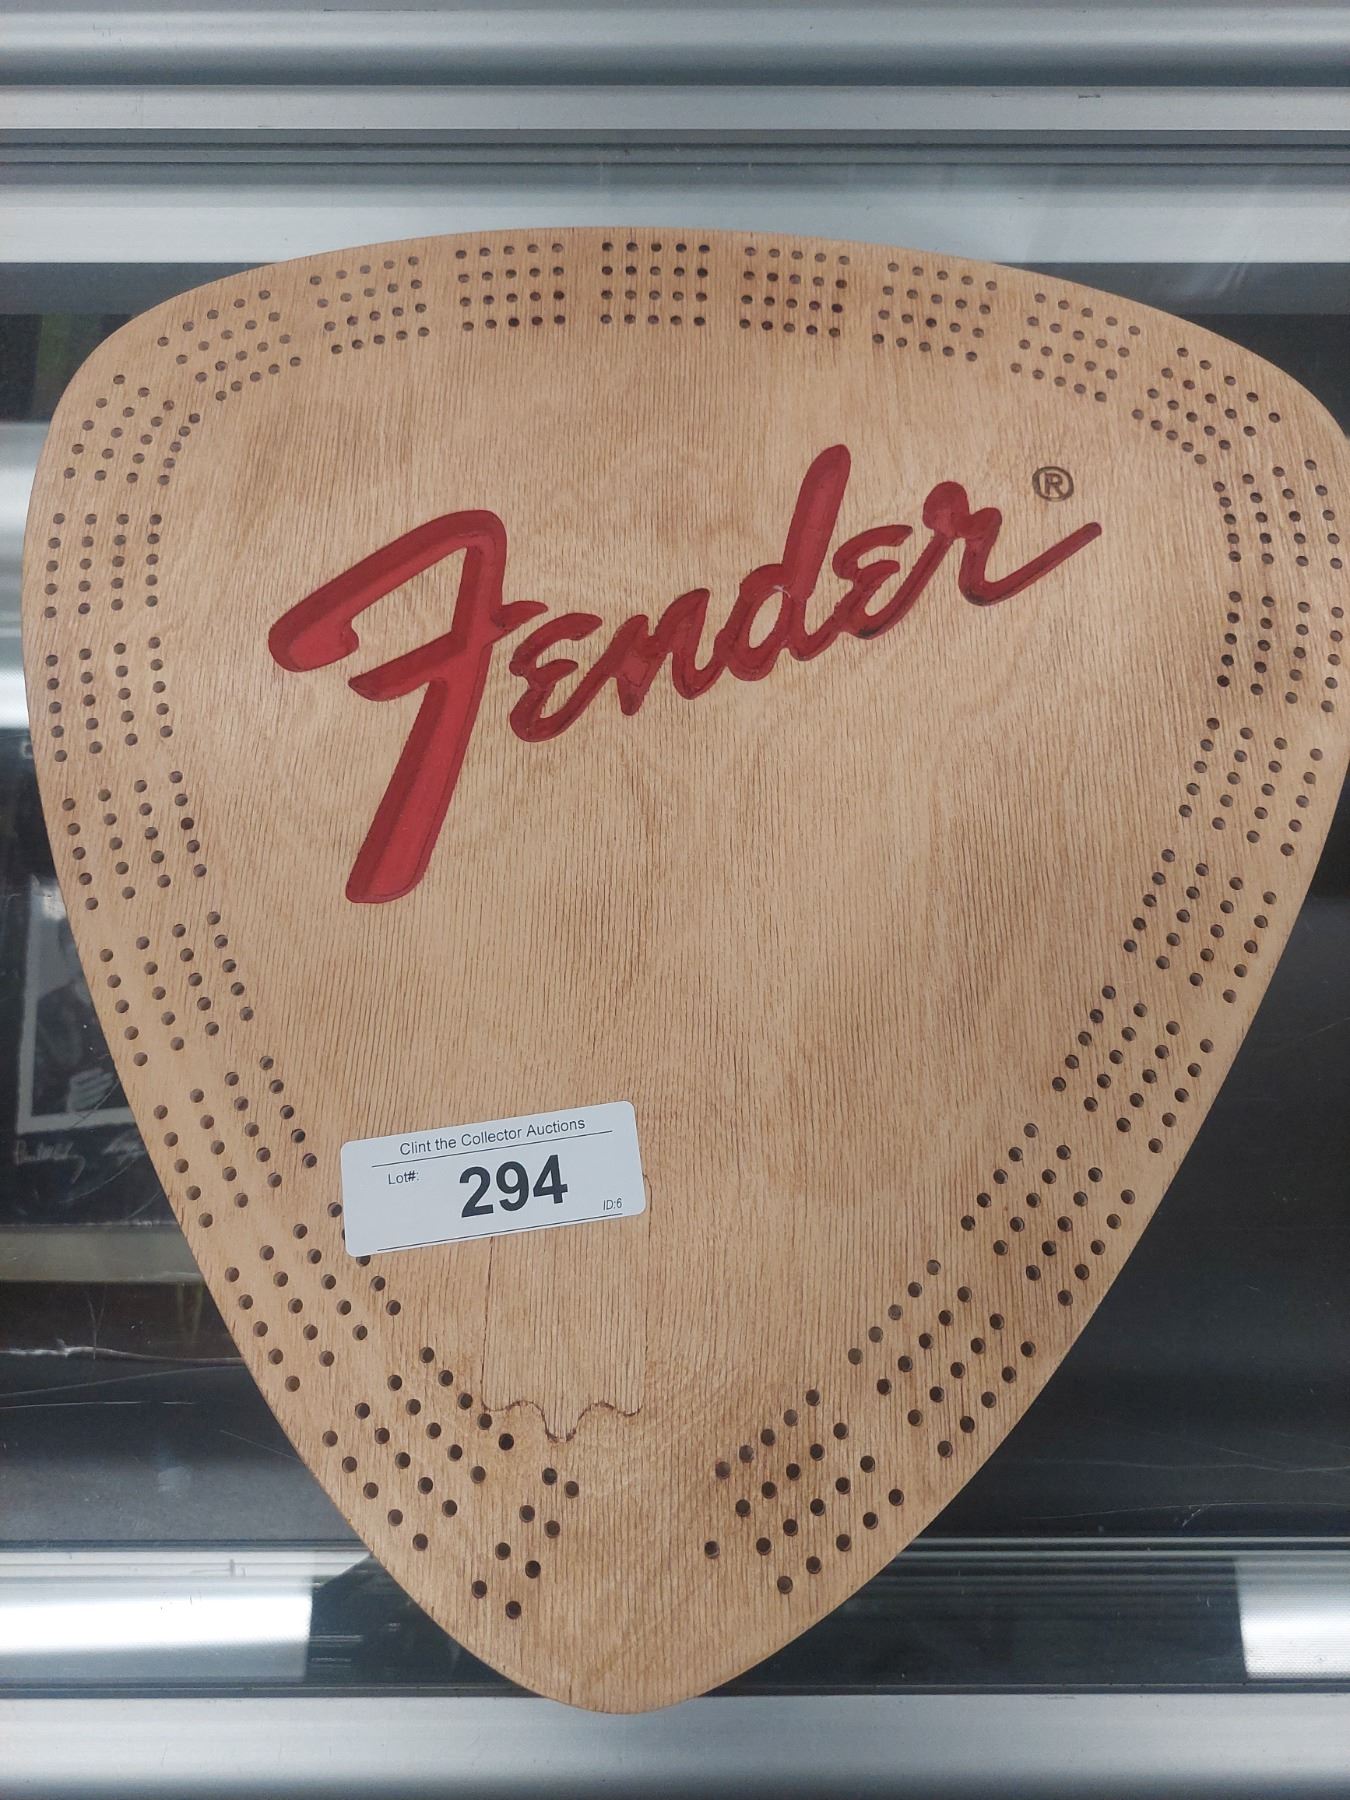 Fender ®
Clint the Collector Auctions
Lot#: 294
ID:6